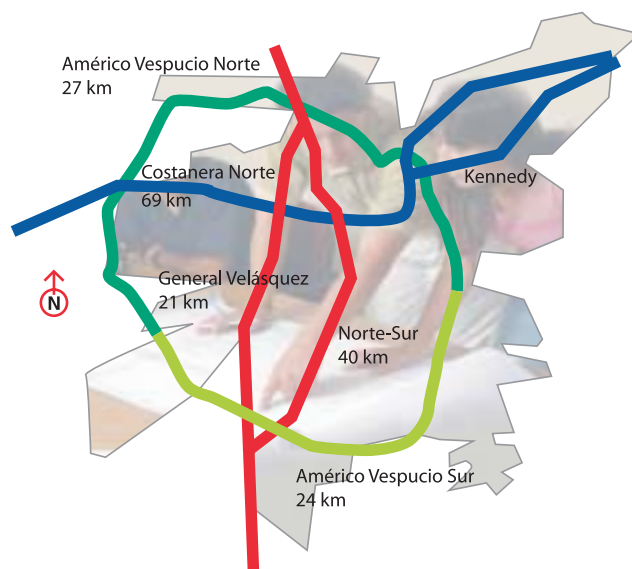 Américo Vespucio Norte
27 km
Costanera Norte
69 km
Kennedy
General Velásquez
21 km
N
Norte-Sur
40 km
Américo Vespucio Sur
24 km